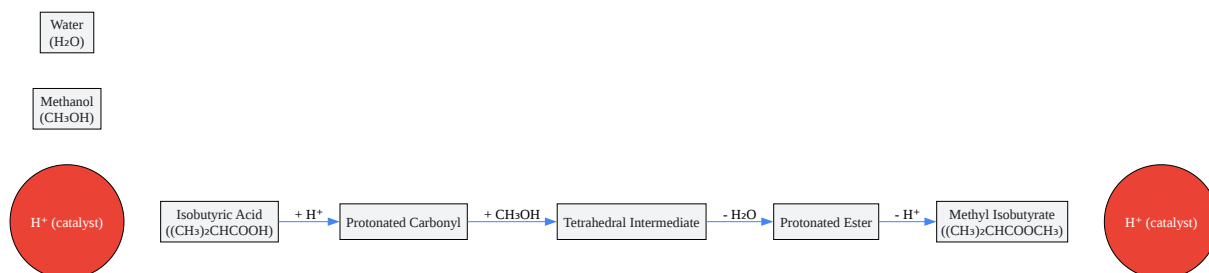 Water
(H₂O)
Methanol
(CH₃OH)
H⁺ (catalyst)
Isobutyric Acid
((CH₃)₂CHCOOH)
+ H⁺
Protonated Carbonyl
+ CH₃OH
Tetrahedral Intermediate
- H₂O
Protonated Ester
- H⁺
Methyl Isobutyrate
((CH₃)₂CHCOOCH₃)
H⁺ (catalyst)